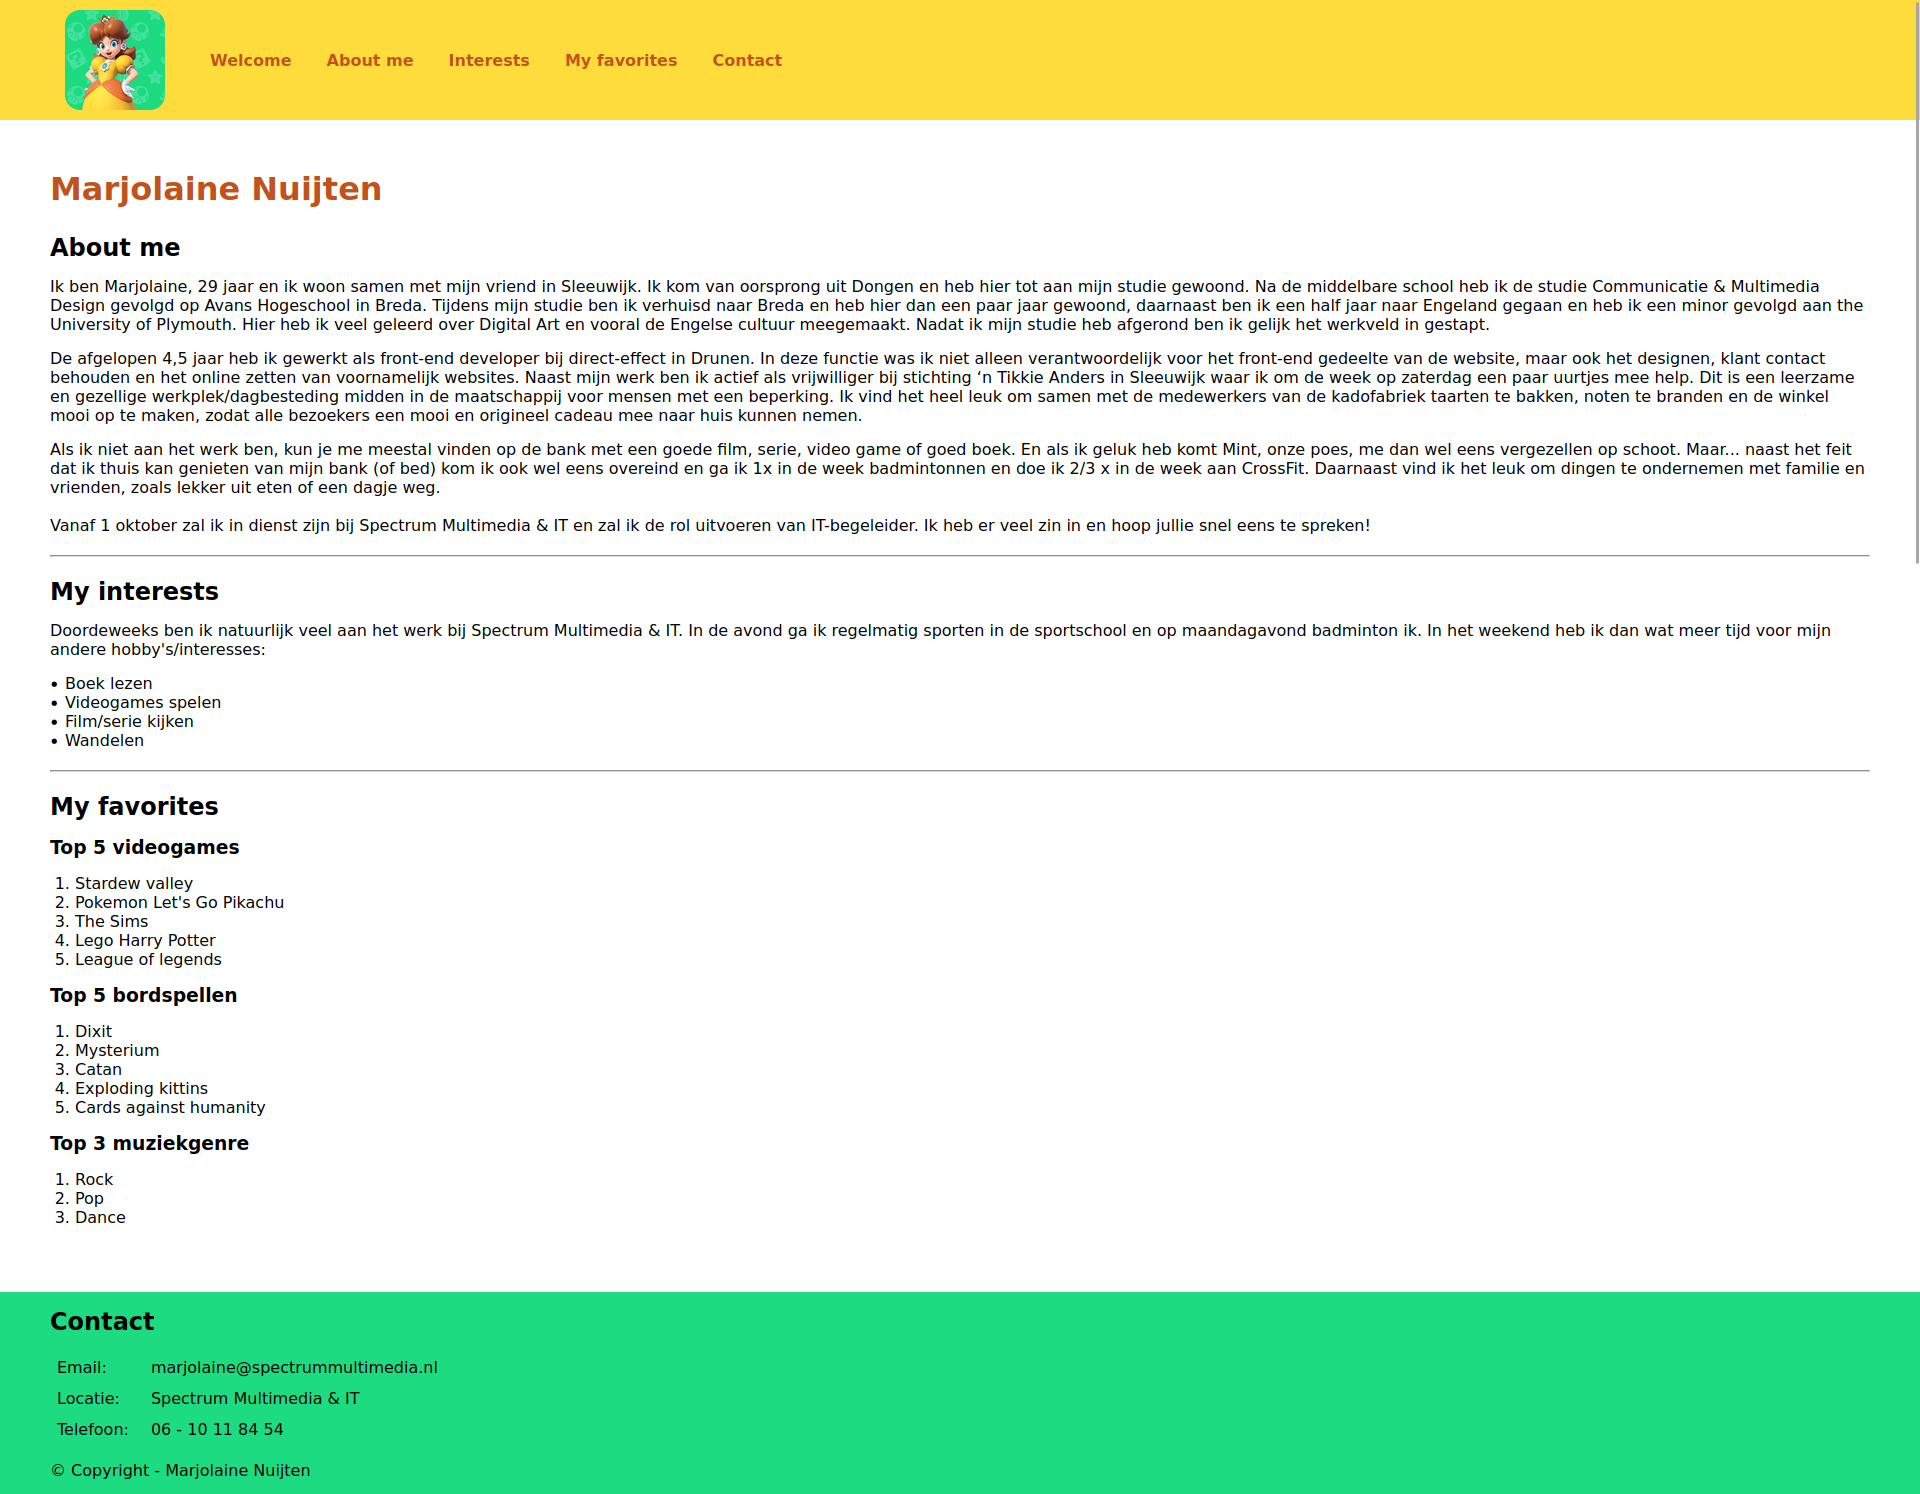 Welcome About me Interests My favorites Contact
Marjolaine Nuijten
About me
Ik ben Marjolaine, 29 jaar en ik woon samen met mijn vriend in Sleeuwijk. Ik kom van oorsprong uit Dongen en heb hier tot aan mijn studie gewoond. Na de middelbare school heb ik de studie Communicatie & Multimedia
Design gevolgd op Avans Hogeschool in Breda. Tijdens mijn studie ben ik verhuisd naar Breda en heb hier dan een paar jaar gewoond, daarnaast ben ik een half jaar naar Engeland gegaan en heb ik een minor gevolgd aan the
University of Plymouth. Hier heb ik veel geleerd over Digital Art en vooral de Engelse cultuur meegemaakt. Nadat ik mijn studie heb afgerond ben ik gelijk het werkveld in gestapt.
De afgelopen 4,5 jaar heb ik gewerkt als front-end developer bij direct-effect in Drunen. In deze functie was ik niet alleen verantwoordelijk voor het front-end gedeelte van de website, maar ook het designen, klant contact
behouden en het online zetten van voornamelijk websites. Naast mijn werk ben ik actief als vrijwilliger bij stichting ‘n Tikkie Anders in Sleeuwijk waar ik om de week op zaterdag een paar uurtjes mee help. Dit is een leerzame
en gezellige werkplek/dagbesteding midden in de maatschappij voor mensen met een beperking. Ik vind het heel leuk om samen met de medewerkers van de kadofabriek taarten te bakken, noten te branden en de winkel
mooi op te maken, zodat alle bezoekers een mooi en origineel cadeau mee naar huis kunnen nemen.
Als ik niet aan het werk ben, kun je me meestal vinden op de bank met een goede film, serie, video game of goed boek. En als ik geluk heb komt Mint, onze poes, me dan wel eens vergezellen op schoot. Maar... naast het feit
dat ik thuis kan genieten van mijn bank (of bed) kom ik ook wel eens overeind en ga ik 1x in de week badmintonnen en doe ik 2/3 x in de week aan CrossFit. Daarnaast vind ik het leuk om dingen te ondernemen met familie en
vrienden, zoals lekker uit eten of een dagje weg.
Vanaf 1 oktober zal ik in dienst zijn bij Spectrum Multimedia & IT en zal ik de rol uitvoeren van IT-begeleider. Ik heb er veel zin in en hoop jullie snel eens te spreken!
My interests
Doordeweeks ben ik natuurlijk veel aan het werk bij Spectrum Multimedia & IT. In de avond ga ik regelmatig sporten in de sportschool en op maandagavond badminton ik. In het weekend heb ik dan wat meer tijd voor mijn
andere hobby's/interesses:
• Boek lezen
• Videogames spelen
• Film/serie kijken
• Wandelen
My favorites
Top 5 videogames
1. Stardew valley
2. Pokemon Let's Go Pikachu
3. The Sims
4. Lego Harry Potter
5. League of legends
Top 5 bordspellen
1. Dixit
2. Mysterium
3. Catan
4. Exploding kittins
5. Cards against humanity
Top 3 muziekgenre
1. Rock
2. Pop
3. Dance
Contact
Email: marjolaine@spectrummultimedia.nl
Locatie: Spectrum Multimedia & IT
Telefoon: 06 - 10 11 84 54
© Copyright - Marjolaine Nuijten